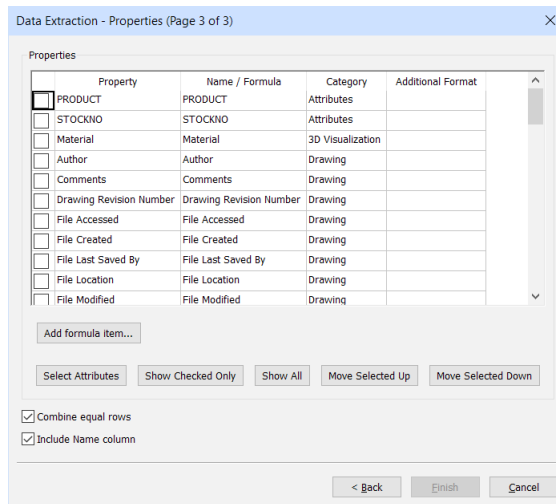 Data Extraction - Properties (Page 3 of 3)
Properties
Property Name / Formula Category Additional Format
PRODUCT PRODUCT Attributes
STOCKNO STOCKNO Attributes
Material Material 3D Visualization
Author Author Drawing
Comments Comments Drawing
Drawing Revision Number Drawing Revision Number Drawing
File Accessed File Accessed Drawing
File Created File Created Drawing
File Last Saved By File Last Saved By Drawing
File Location File Location Drawing
File Modified File Modified Drawing
Add formula item...
Select Attributes Show Checked Only Show All Move Selected Up Move Selected Down
Combine equal rows
Include Name column
< Back Finish Cancel